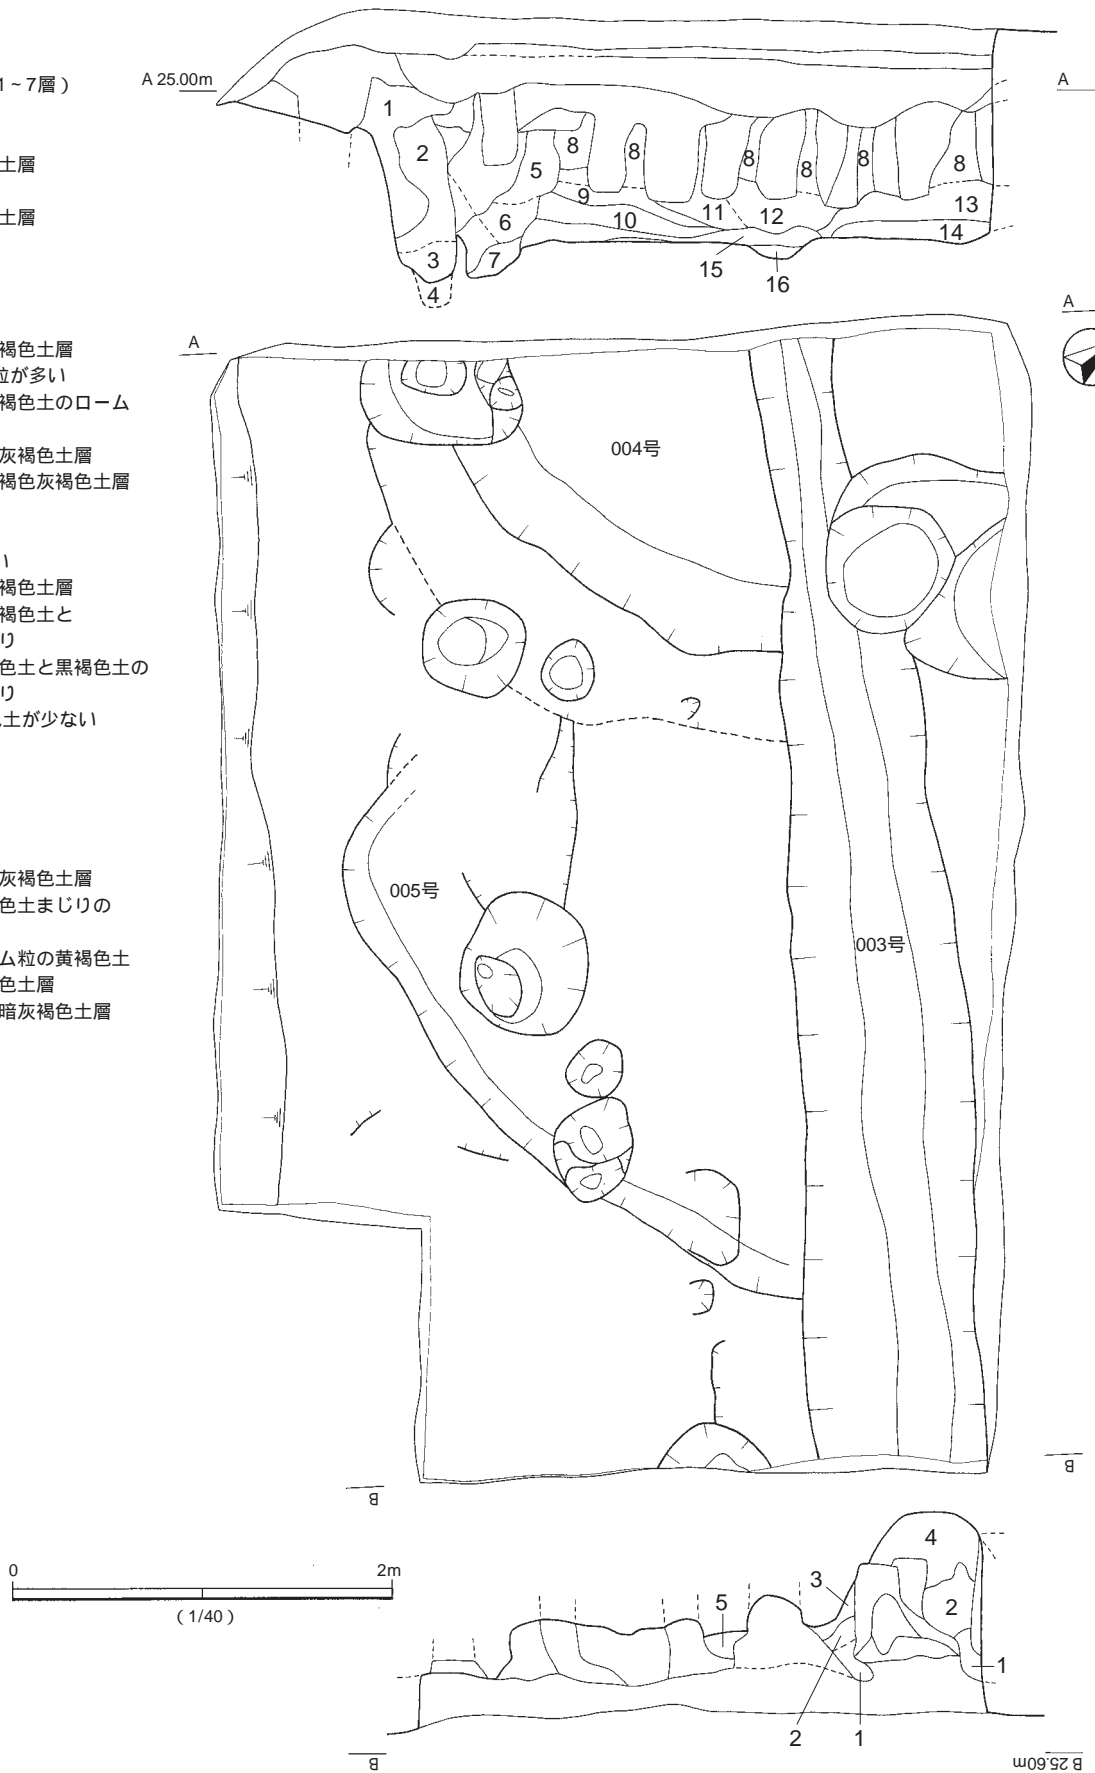 1～7層）
土層
土層
褐色土層
粒が多い
褐色土のローム
灰褐色土層
褐色灰褐色土層
い
褐色土層
褐色土と
り
色土と黒褐色土の
り
土が少ない
灰褐色土層
色土まじりの
ム粒の黄褐色土
色土層
暗灰褐色土層
A 25.00m
A
1
2
3
4
5
6
7
8
8
8
8
8
8
9
10
11
12
13
14
15
16
A
A
004号
005号
003号
B
B
0 2m
（1/40）
4
3
5
2
1
2
1
B
B 25.60m